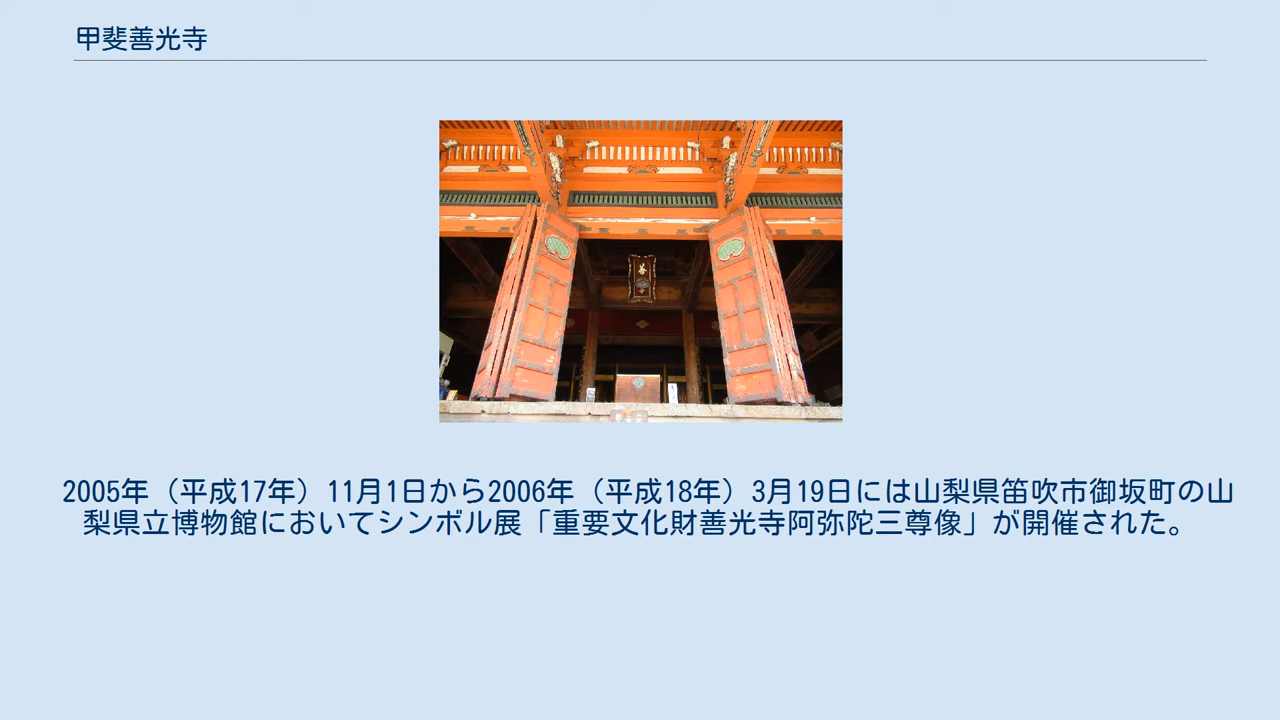 甲斐善光寺
2005年（平成17年）11月1日から2006年（平成18年）3月19日には山梨県笛吹市御坂町の山
梨県立博物館においてシンボル展「重要文化財善光寺阿弥陀三尊像」が開催された。